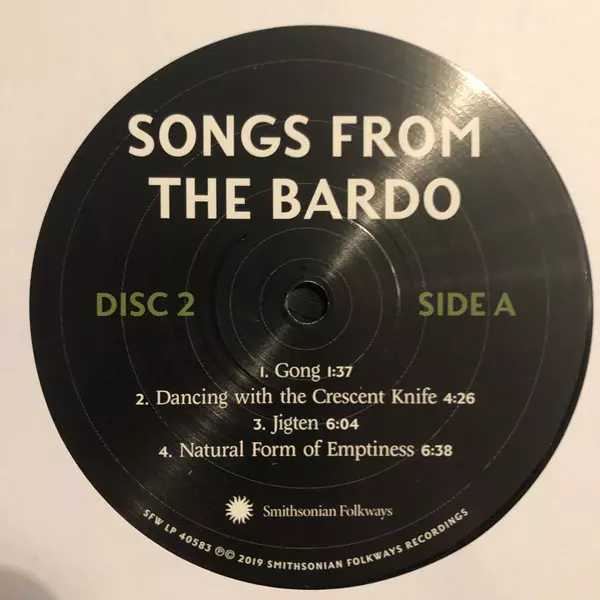 SONGS FROM
THE BARDO
DISC 2 SIDE A
1. Gong 1:37
2. Dancing with the Crescent Knife 4:26
3. Jigten 6:04
4. Natural Form of Emptiness 6:38
Smithsonian Folkways
SFW LP 40583 ℗© 2019 SMITHSONIAN FOLKWAYS RECORDINGS